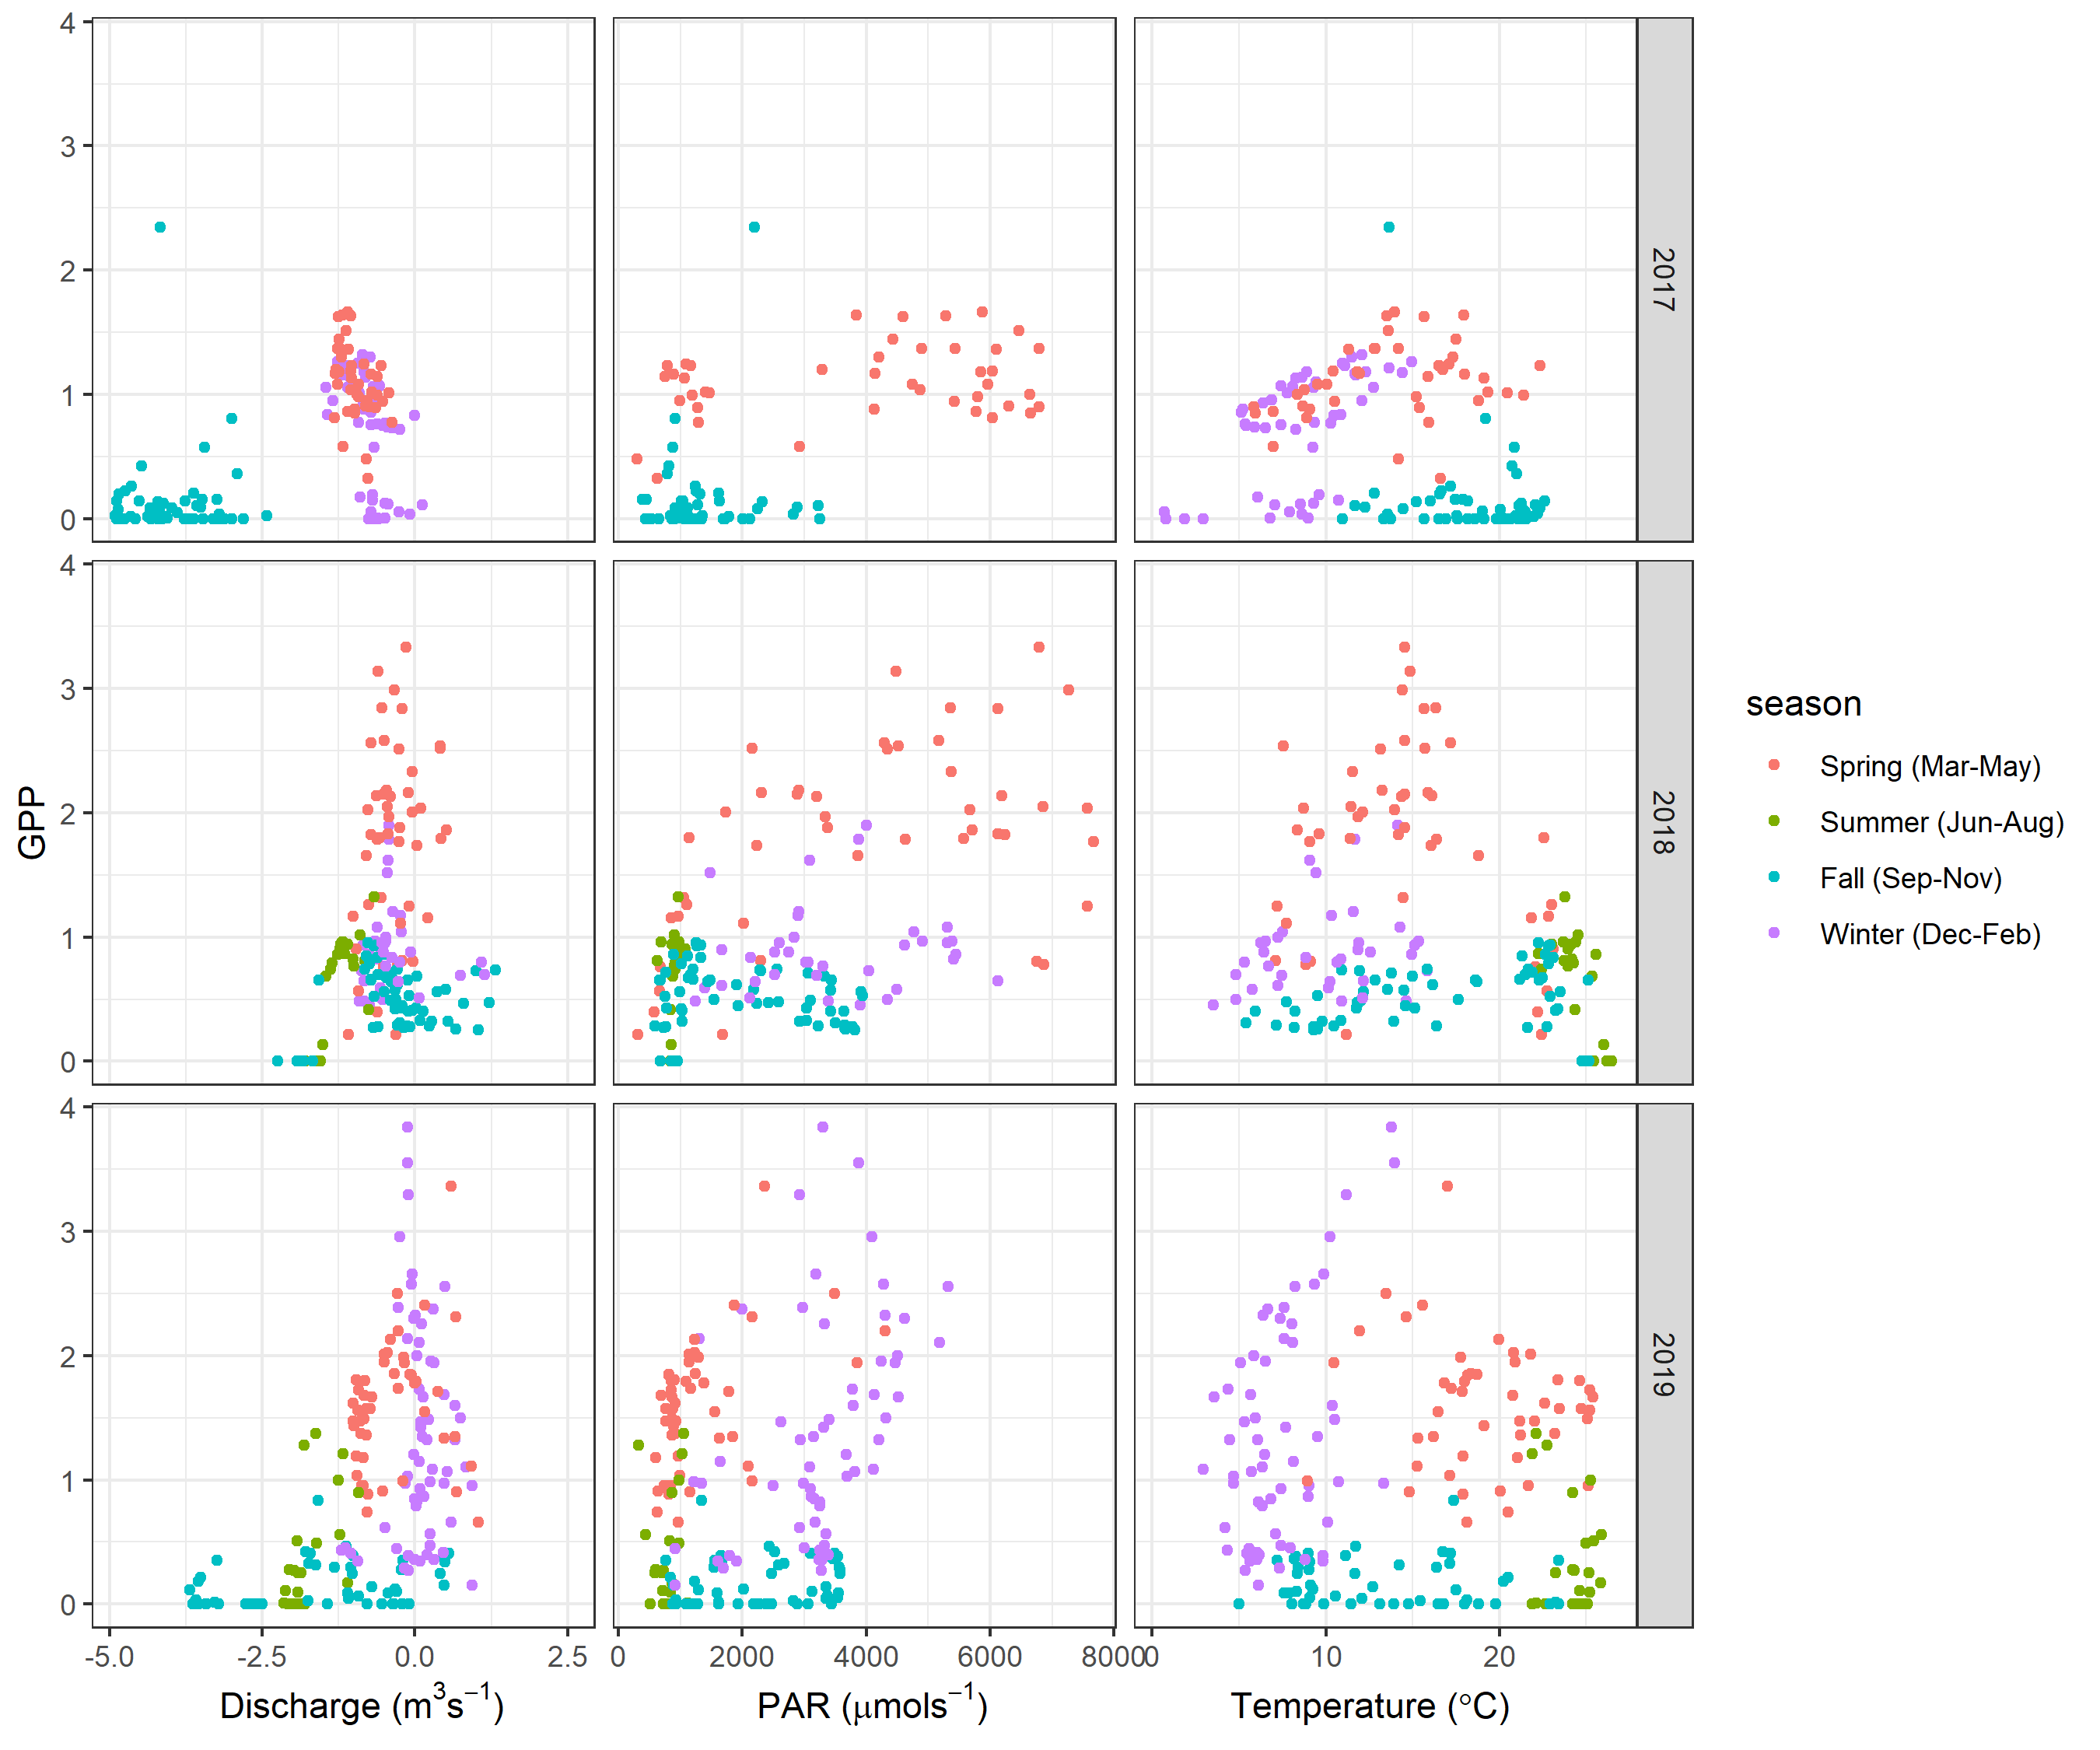 4
3
2
1
0
2017
4
3
2
1
0
2018
GPP
4
3
2
1
0
2019
season
Spring (Mar-May)
Summer (Jun-Aug)
Fall (Sep-Nov)
Winter (Dec-Feb)
-5.0 -2.5 0.0 2.5 0 2000 4000 6000 8000 0 10 20
Discharge (m³s⁻¹) PAR (μmols⁻¹) Temperature (°C)